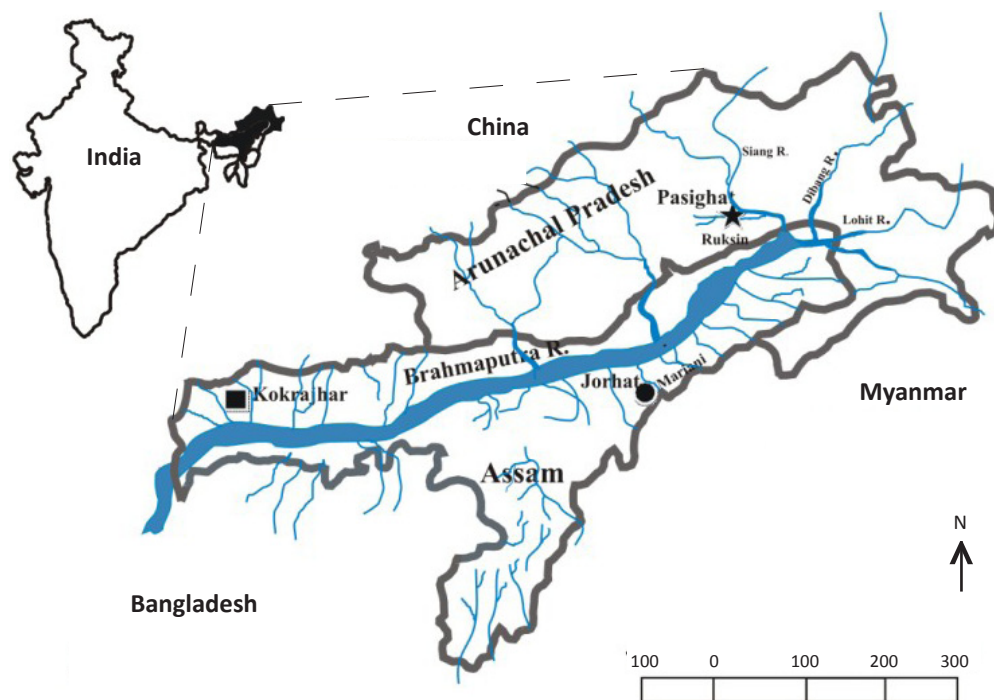 India
China
Siang R.
Dibang R.
Lohit R.
Pasighat
Ruksin
Arunachal Pradesh
Brahmaputra R.
Kokrajhar
Jorhat
Mariani
Myanmar
Assam
N
Bangladesh
100 0 100 200 300